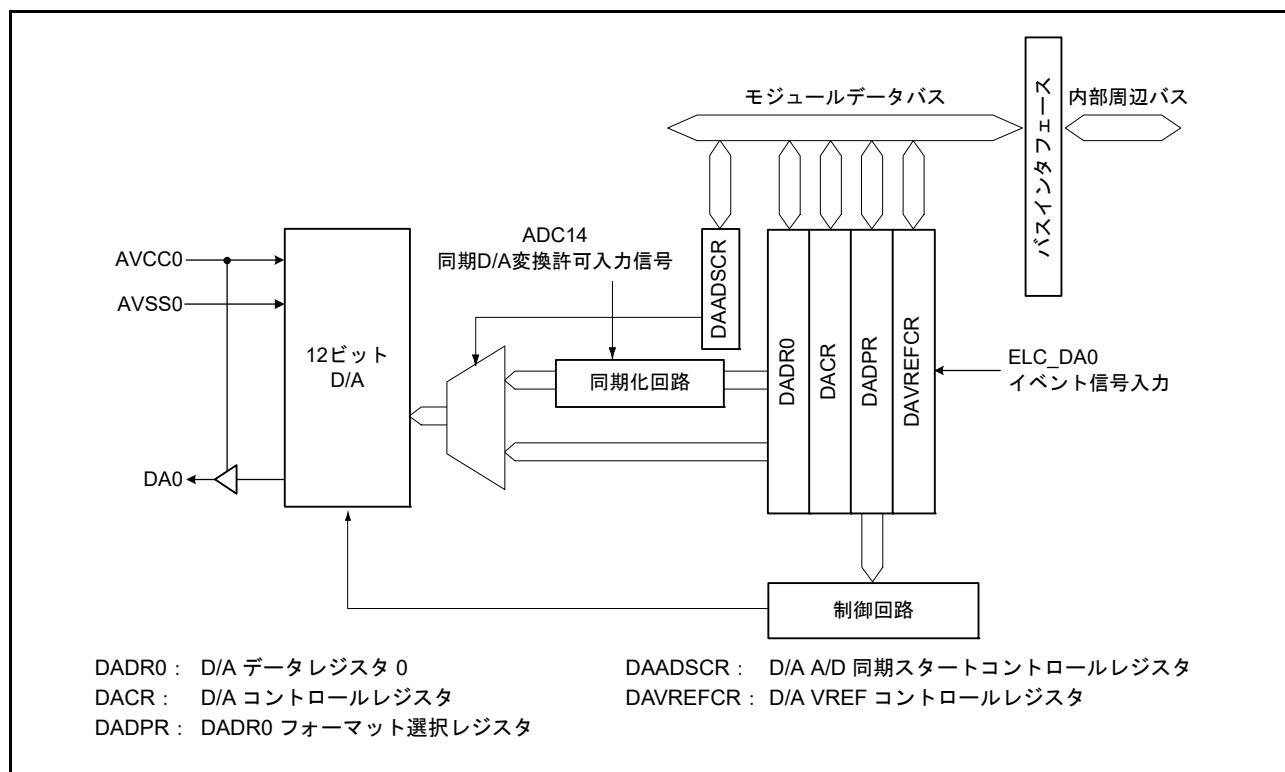 モジュールデータバス
内部周辺バス
バスインタフェース
ADC14
同期D/A変換許可入力信号
AVCC0
AVSS0
12ビット
D/A
DA0
同期化回路
DAADSCR
DADR0
DACR
DADPR
DAVREFCR
ELC_DA0
イベント信号入力
制御回路
DADR0 : D/A データレジスタ 0
DACR : D/A コントロールレジスタ
DADPR : DADR0 フォーマット選択レジスタ
DAADSCR : D/A A/D 同期スタートコントロールレジスタ
DAVREFCR : D/A VREF コントロールレジスタ